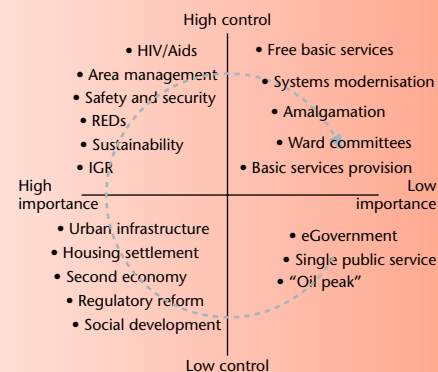 High control
• HIV/Aids
• Area management
• Safety and security
• REDs
• Sustainability
• IGR
• Free basic services
• Systems modernisation
• Amalgamation
• Ward committees
• Basic services provision
High
importance
Low
importance
• Urban infrastructure
• Housing settlement
• Second economy
• Regulatory reform
• Social development
• eGovernment
• Single public service
• “Oil peak”
Low control